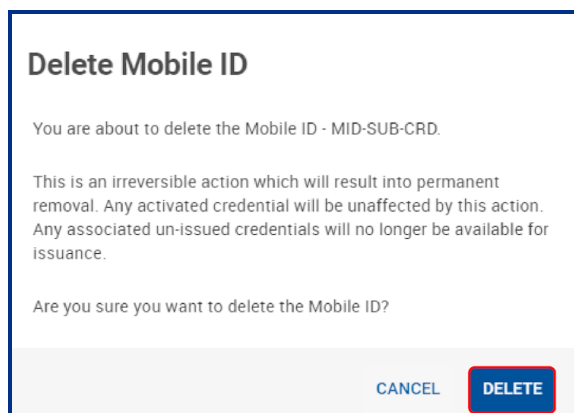 Delete Mobile ID
You are about to delete the Mobile ID - MID-SUB-CRD.
This is an irreversible action which will result into permanent
removal. Any activated credential will be unaffected by this action.
Any associated un-issued credentials will no longer be available for
issuance.
Are you sure you want to delete the Mobile ID?
CANCEL DELETE